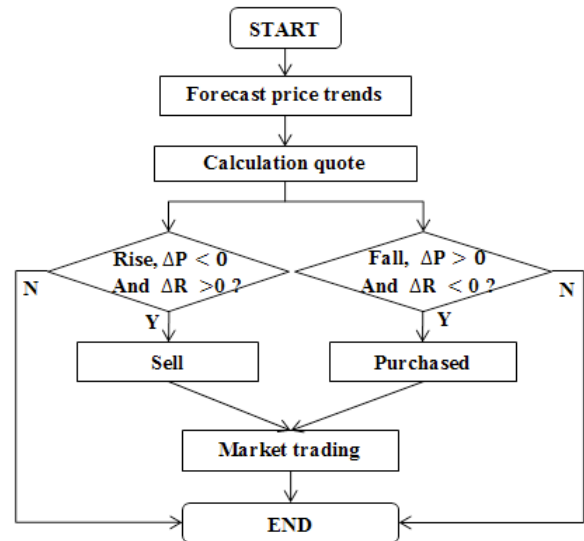 START
Forecast price trends
Calculation quote
Rise, ΔP < 0
And ΔR >0 ?
Fall, ΔP > 0
And ΔR < 0 ?
N
N
Y
Y
Sell
Purchased
Market trading
END